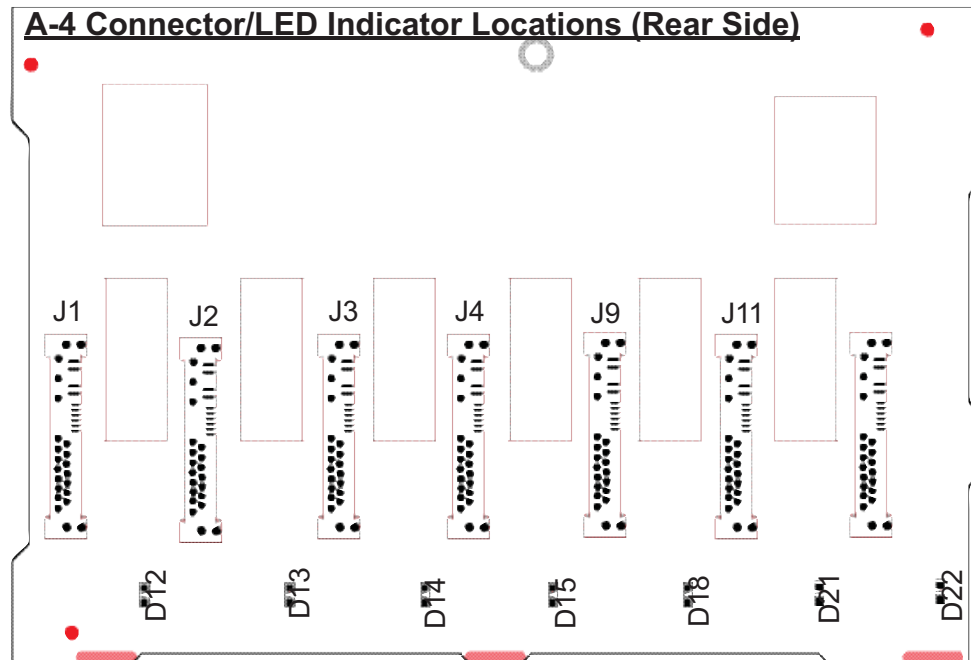 A-4 Connector/LED Indicator Locations (Rear Side)
J1
J2
J3
J4
J9
J11
D12
D13
D14
D15
D18
D21
D22